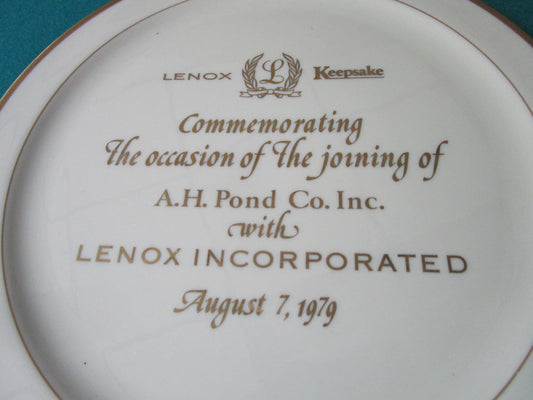 LENOX L Keepsake
Commemorating
The occasion of The joining of
A.H. Pond Co. Inc.
with
LENOX INCORPORATED
August 7, 1979